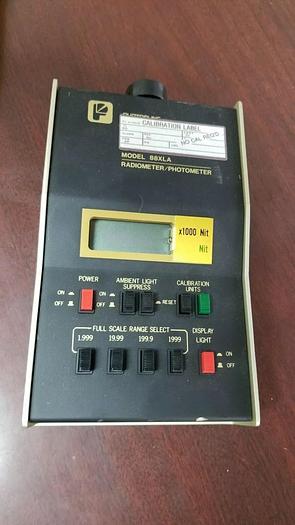 CALIBRATION LABEL
NO CAL REQ'D
MODEL 88XLA
RADIOMETER/PHOTOMETER
x1000 Nit
Nit
POWER
AMBIENT LIGHT
SUPPRESS
CALIBRATION
UNITS
ON
OFF
ON
OFF
RESET
FULL SCALE RANGE SELECT
1.999 19.99 199.9 1999
DISPLAY
LIGHT
ON
OFF